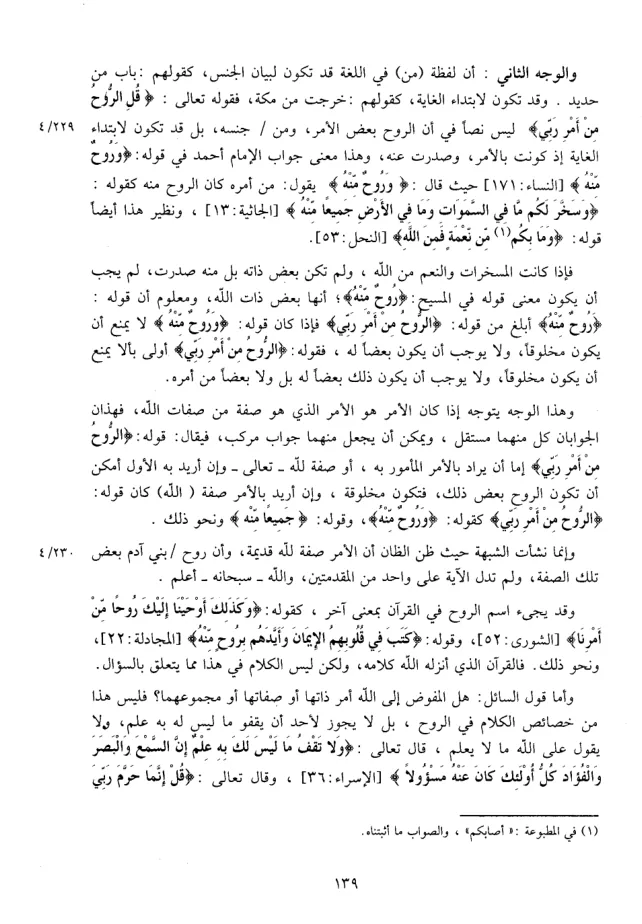 والوجه الثاني : أن لفظة (من) في اللغة قد تكون لبيان الجنس، كقولهم :باب من
حديد . وقد تكون لابتداء الغاية، كقولهم :خرجت من مكة، فقوله تعالى : ﴿ قُلِ الرُّوحُ
مِنْ أَمْرِ رَبِّي﴾ ليس نصاً في أن الروح بعض الأمر، ومن / جنسه، بل قد تكون لابتداء ٤/٢٢٩
الغاية إذ كونت بالأمر، وصدرت عنه، وهذا معنى جواب الإمام أحمد في قوله: ﴿وَرُوحٌ
مِّنْهُ ﴾ [النساء:١٧١] حيث قال :﴿ وَرُوحٌ مِّنْهُ ﴾ يقول: من أمره كان الروح منه كقوله :
﴿وَسَخَّرَ لَكُم مَّا فِي السَّمَوَاتِ وَمَا فِي الأَرْضِ جَمِيعًا مِّنْهُ ﴾ [الجاثية:١٣] ، ونظير هذا أيضاً
قوله: ﴿وَمَا بِكُم(١) مِّن نِّعْمَةٍ فَمِنَ اللَّهِ﴾ [النحل:٥٣].
فإذا كانت المسخرات والنعم من الله ، ولم تكن بعض ذاته بل منه صدرت، لم يجب
أن يكون معنى قوله في المسيح:﴿رُوحٌ مِّنْهُ﴾؛ أنها بعض ذات الله، ومعلوم أن قوله :
﴿رُوحٌ مِّنْهُ﴾ أبلغ من قوله: ﴿الرُّوحُ مِنْ أَمْرِ رَبِّي﴾ فإذا كان قوله: ﴿وَرُوحٌ مِّنْهُ ﴾ لا يمنع أن
يكون مخلوقاً، ولا يوجب أن يكون بعضاً له ، فقوله:﴿الرُّوحُ مِنْ أَمْرِ رَبِّي﴾ أولى بألا يمنع
أن يكون مخلوقاً، ولا يوجب أن يكون ذلك بعضاً له بل ولا بعضاً من أمره.
وهذا الوجه يتوجه إذا كان الأمر هو الأمر الذي هو صفة من صفات الله، فهذان
الجوابان كل منهما مستقل ، ويمكن أن يجعل منهما جواب مركب، فيقال: قوله:﴿الرُّوحُ
مِنْ أَمْرِ رَبِّي﴾ إما أن يراد بالأمر المأمور به ، أو صفة لله ـ تعالى ـ وإن أريد به الأول أمكن
أن تكون الروح بعض ذلك، فتكون مخلوقة ، وإن أريد بالأمر صفة ( الله) كان قوله:
﴿الرُّوحُ مِنْ أَمْرِ رَبِّي﴾ كقوله: ﴿وَرُوحٌ مِّنْهُ﴾، وقوله: ﴿ جَمِيعًا مِّنْهُ ﴾ ونحو ذلك .
وإنما نشأت الشبهة حيث ظن الظان أن الأمر صفة لله قديمة، وأن روح /بني آدم بعض ٤/٢٣٠
تلك الصفة، ولم تدل الآية على واحد من المقدمتين، والله ـ سبحانه ـ أعلم .
وقد يجىء اسم الروح في القرآن بمعنى آخر ، كقوله: ﴿وَكَذَلِكَ أَوْحَيْنَا إِلَيْكَ رُوحًا مِّنْ
أَمْرِنَا﴾ [الشورى:٥٢]، وقوله: ﴿كَتَبَ فِي قُلُوبِهِمُ الإِيمَانَ وَأَيَّدَهُم بِرُوحٍ مِّنْهُ﴾ [المجادلة:٢٢]،
ونحو ذلك. فالقرآن الذي أنزله الله كلامه، ولكن ليس الكلام في هذا مما يتعلق بالسؤال.
وأما قول السائل: هل المفوض إلى الله أمر ذاتها أو صفاتها أو مجموعهما؟ فليس هذا
من خصائص الكلام في الروح ، بل لا يجوز لأحد أن يقفو ما ليس له به علم، ولا
يقول على الله ما لا يعلم ، قال تعالى : ﴿وَلا تَقْفُ مَا لَيْسَ لَكَ بِهِ عِلْمٌ إِنَّ السَّمْعَ وَالْبَصَرَ
وَالْفُؤَادَ كُلُّ أُوْلَئِكَ كَانَ عَنْهُ مَسْؤُولاً ﴾ [الإسراء:٣٦] ، وقال تعالى :﴿قُلْ إِنَّمَا حَرَّمَ رَبِّيَ
(١) في المطبوعة :« أصابكم» ، والصواب ما أثبتناه.
١٣٩